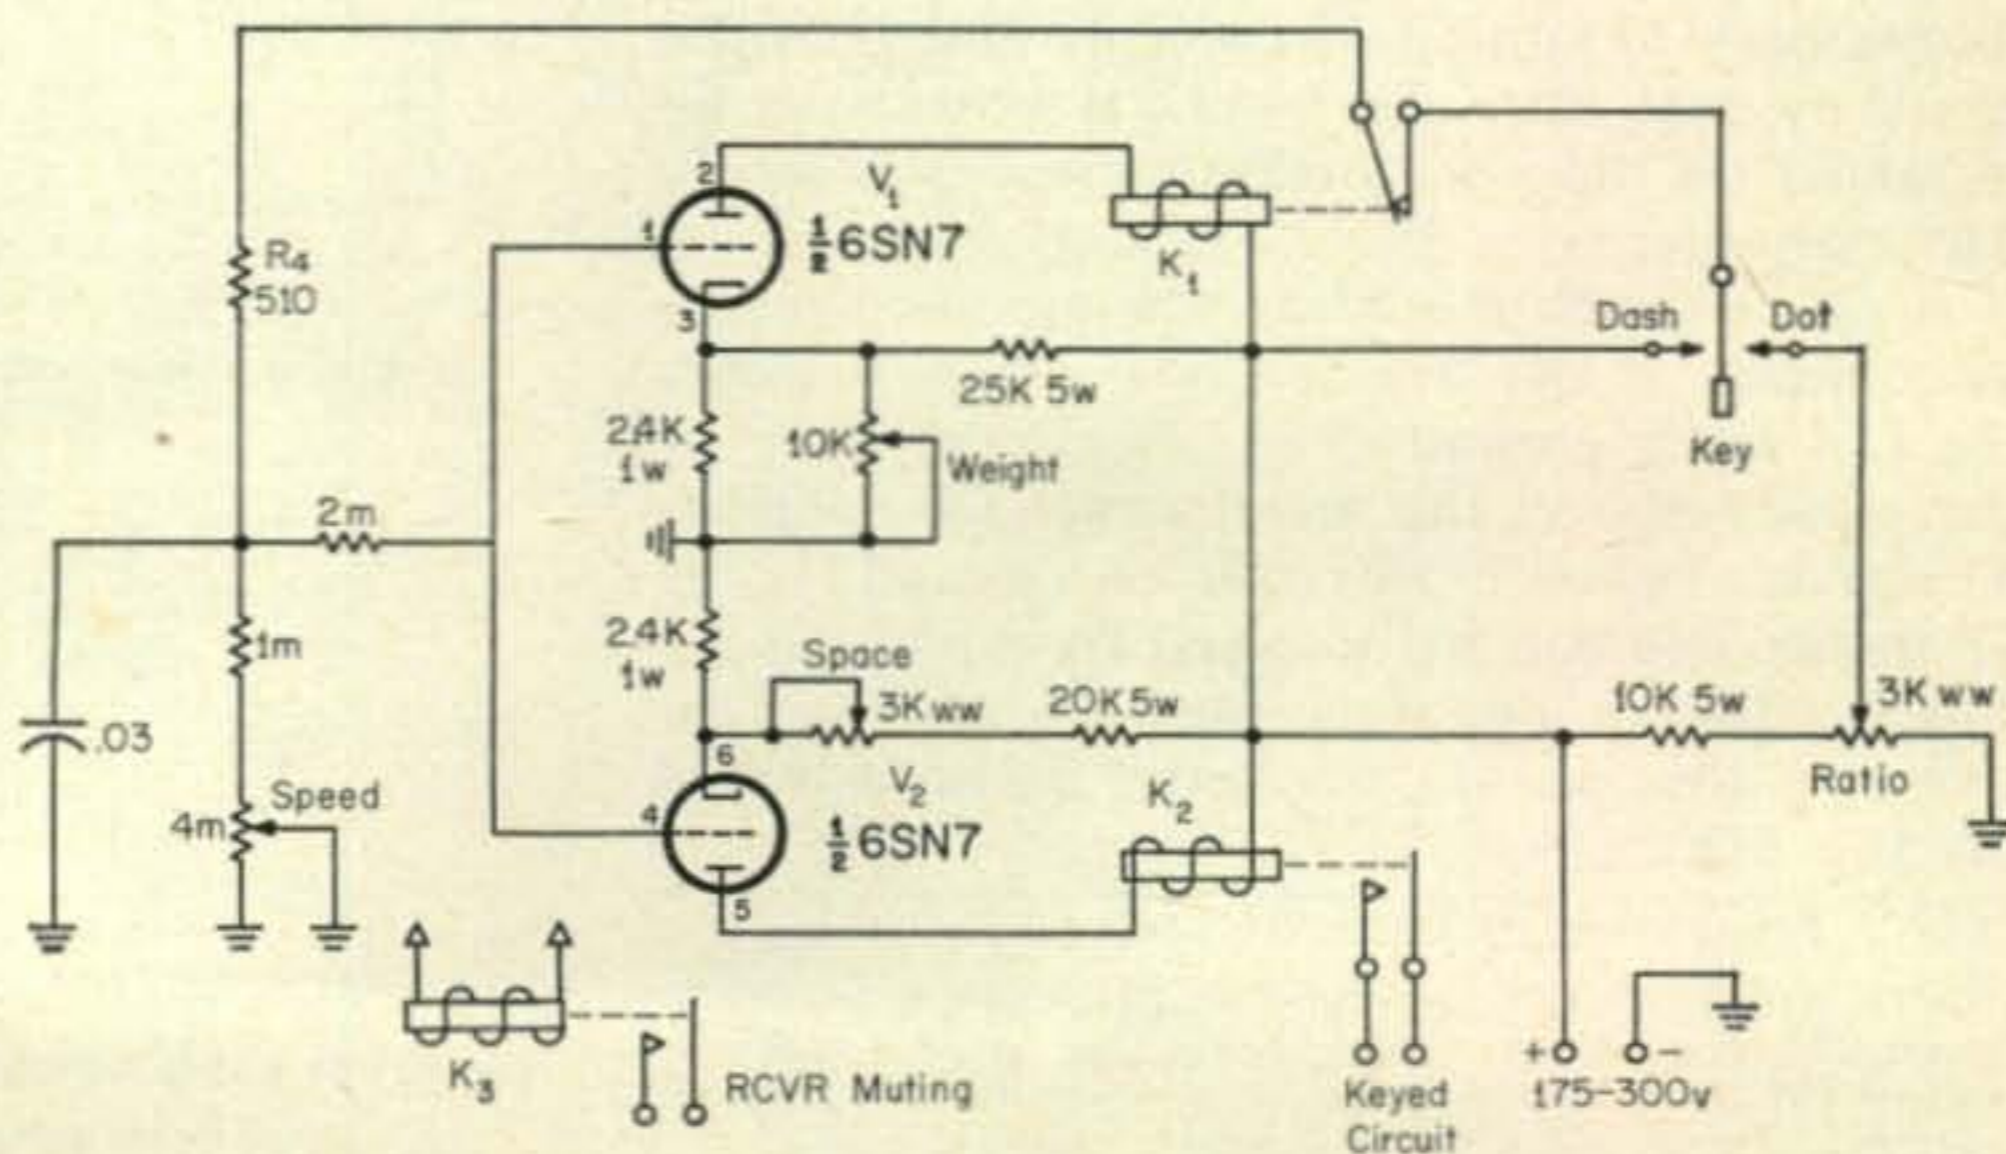 2
V1
1
½6SN7
K1
3
R4
510
Dash
Dot
25K 5w
2.4K
1w
10K
Weight
Key
2m
2.4K
1w
1m
Space
3K ww
20K 5w
10K 5w
3K ww
.03
6
V2
K2
Ratio
Speed
4m
4
½6SN7
5
K3
RCVR Muting
Keyed
Circuit
+
−
175-300v